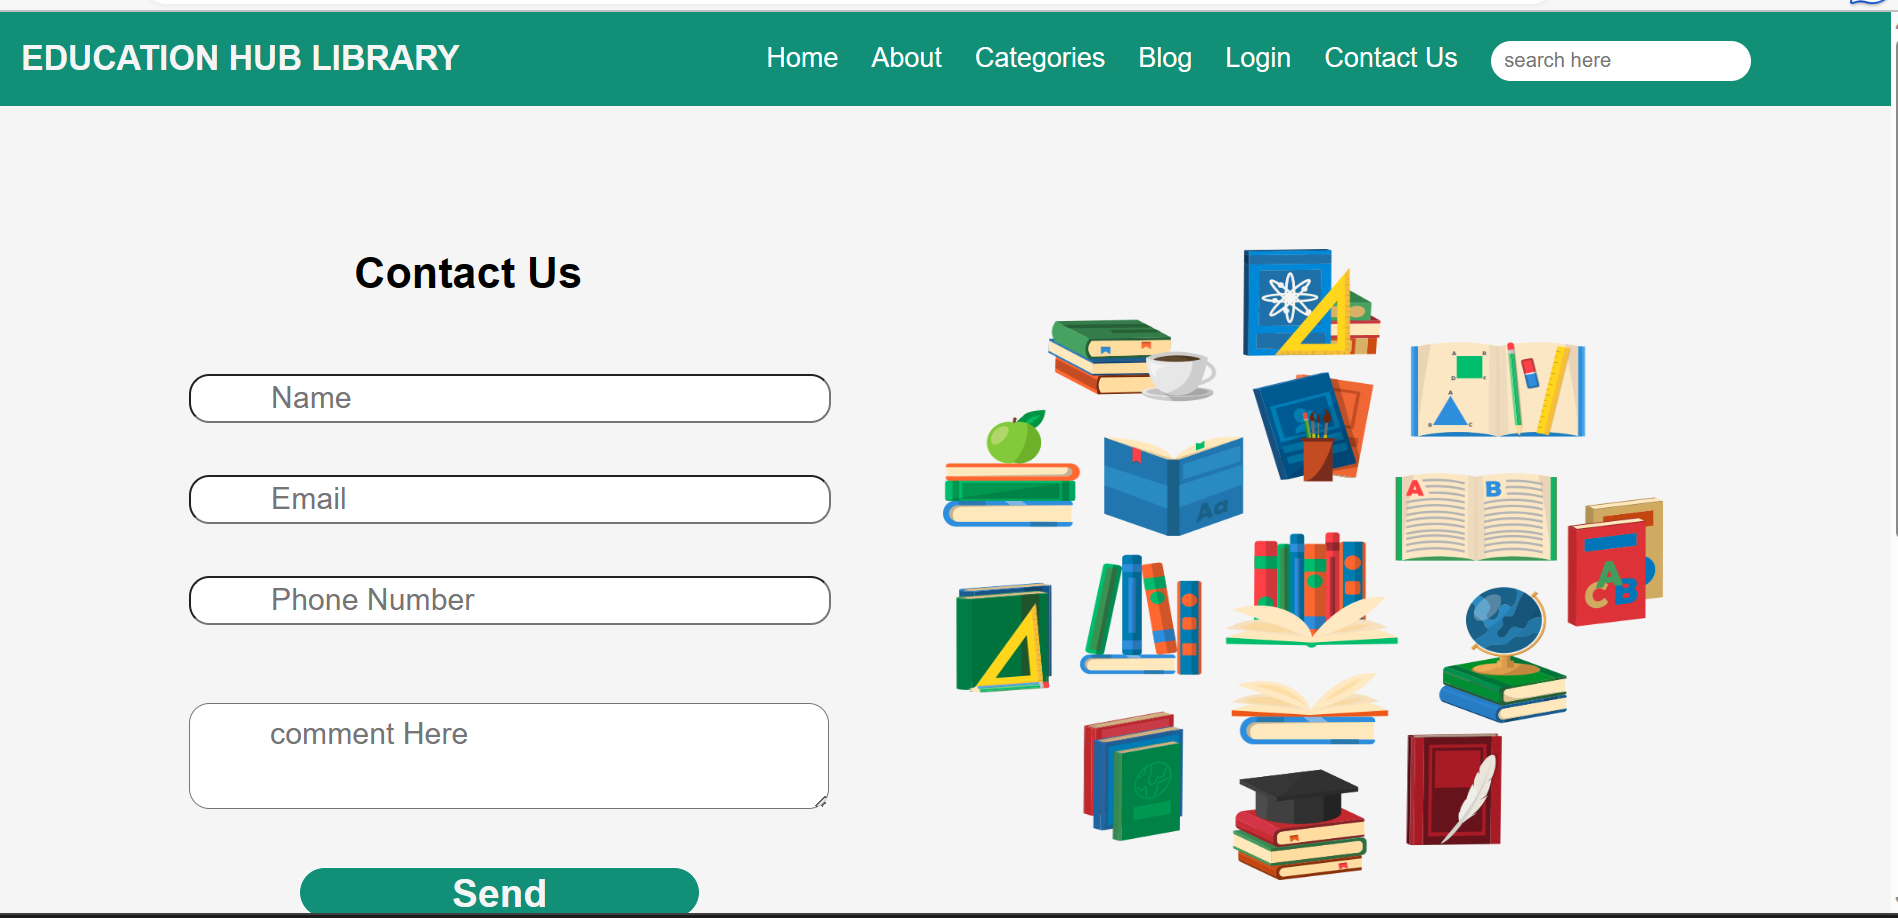 EDUCATION HUB LIBRARY
Home About Categories Blog Login Contact Us search here
Contact Us
Name
Email
Phone Number
comment Here
Send
A B
D C
A
B C
Aa
A B
A
C B